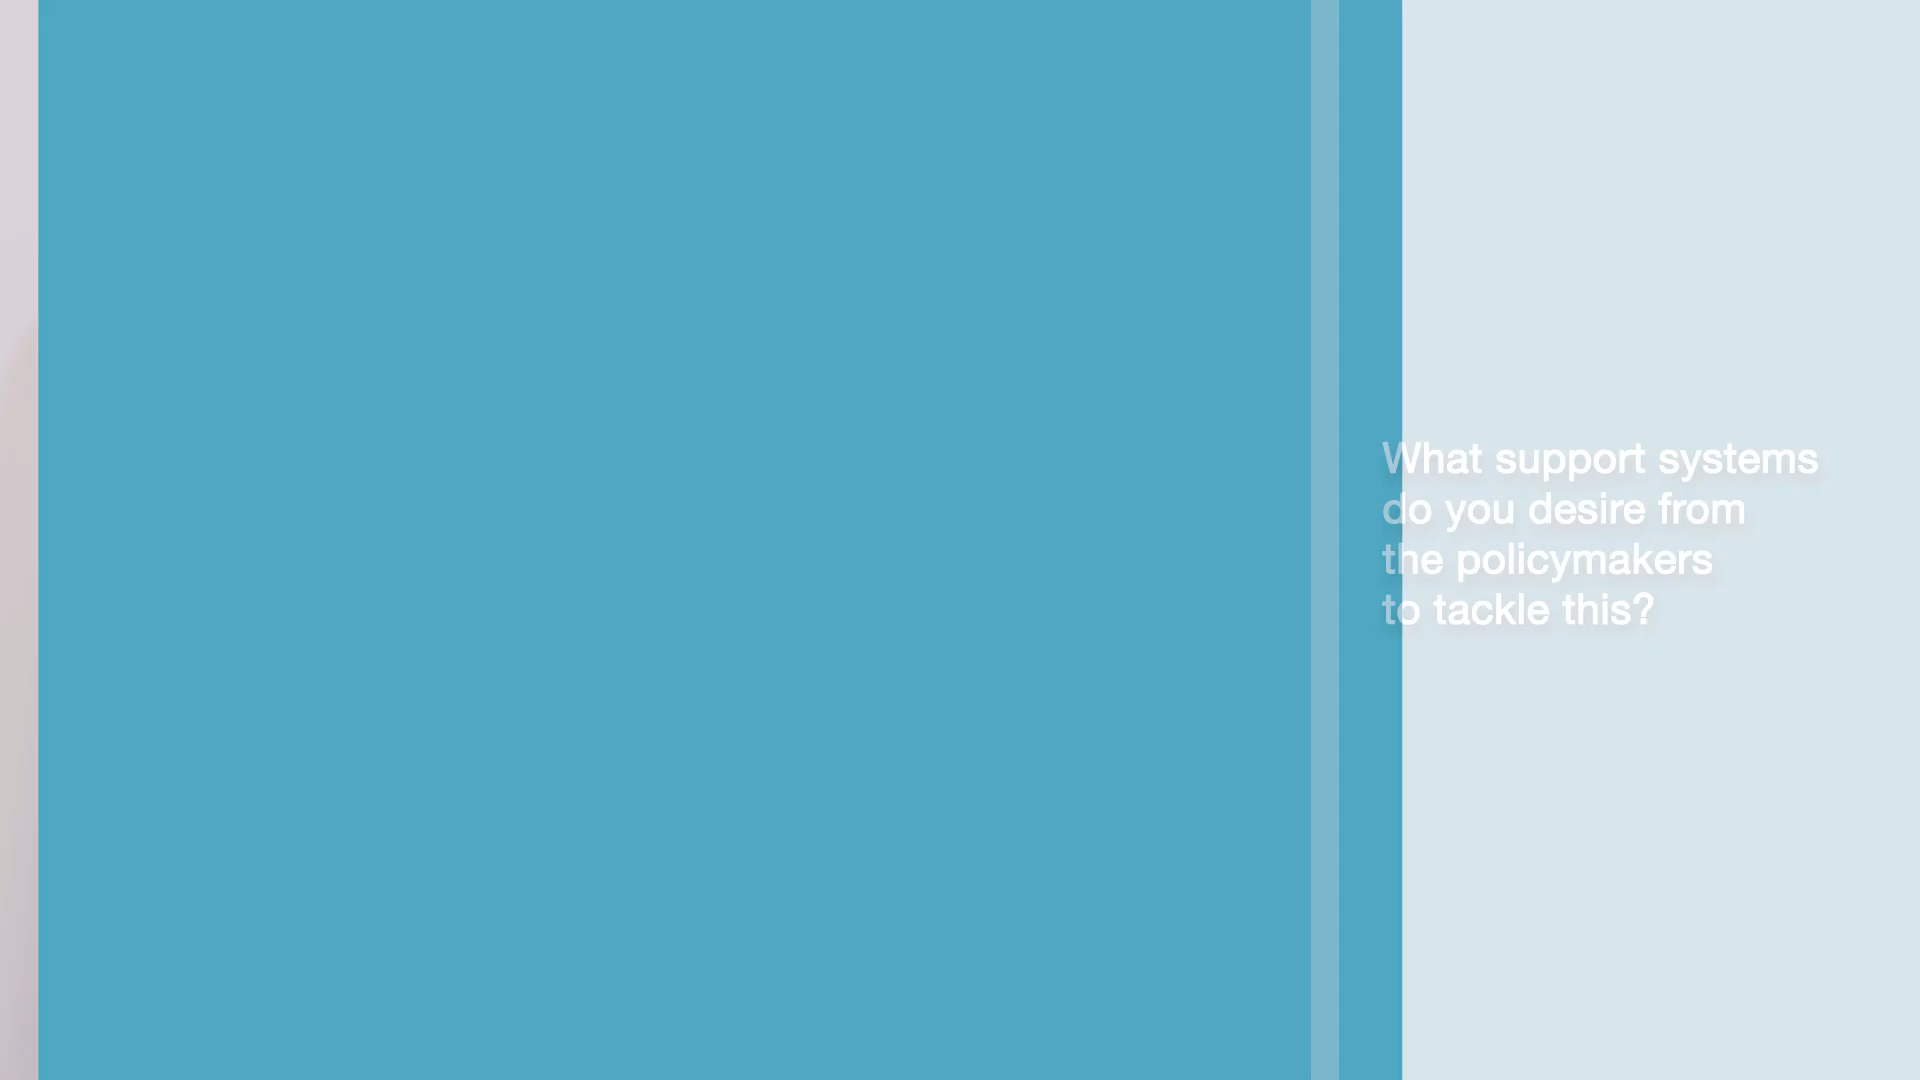 What support systems
do you desire from
the policymakers
to tackle this?